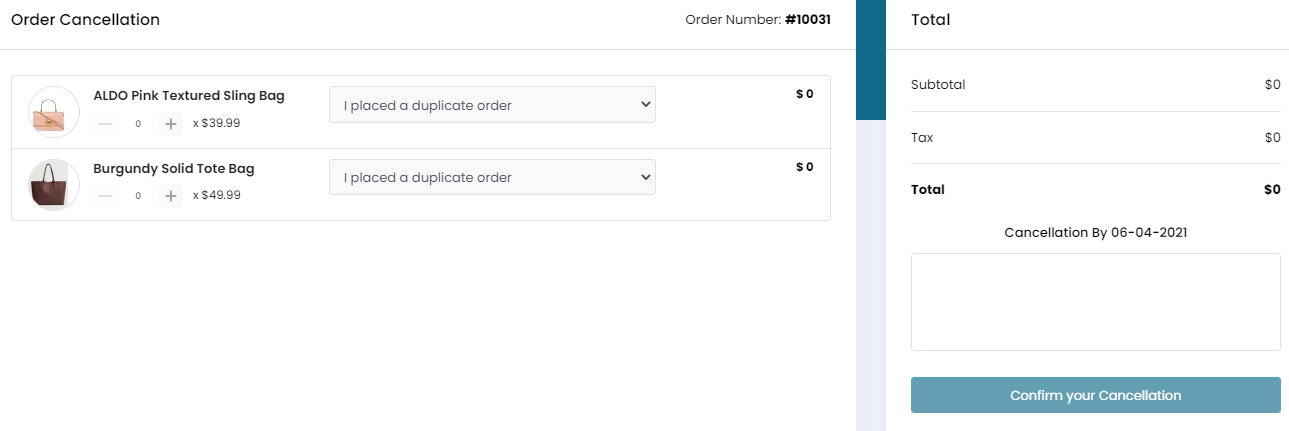 Order Cancellation
Order Number: #10031
ALDO Pink Textured Sling Bag
0
x $39.99
I placed a duplicate order
$ 0
Burgundy Solid Tote Bag
0
x $49.99
I placed a duplicate order
$ 0
Total
Subtotal $0
Tax $0
Total $0
Cancellation By 06-04-2021
Confirm your Cancellation